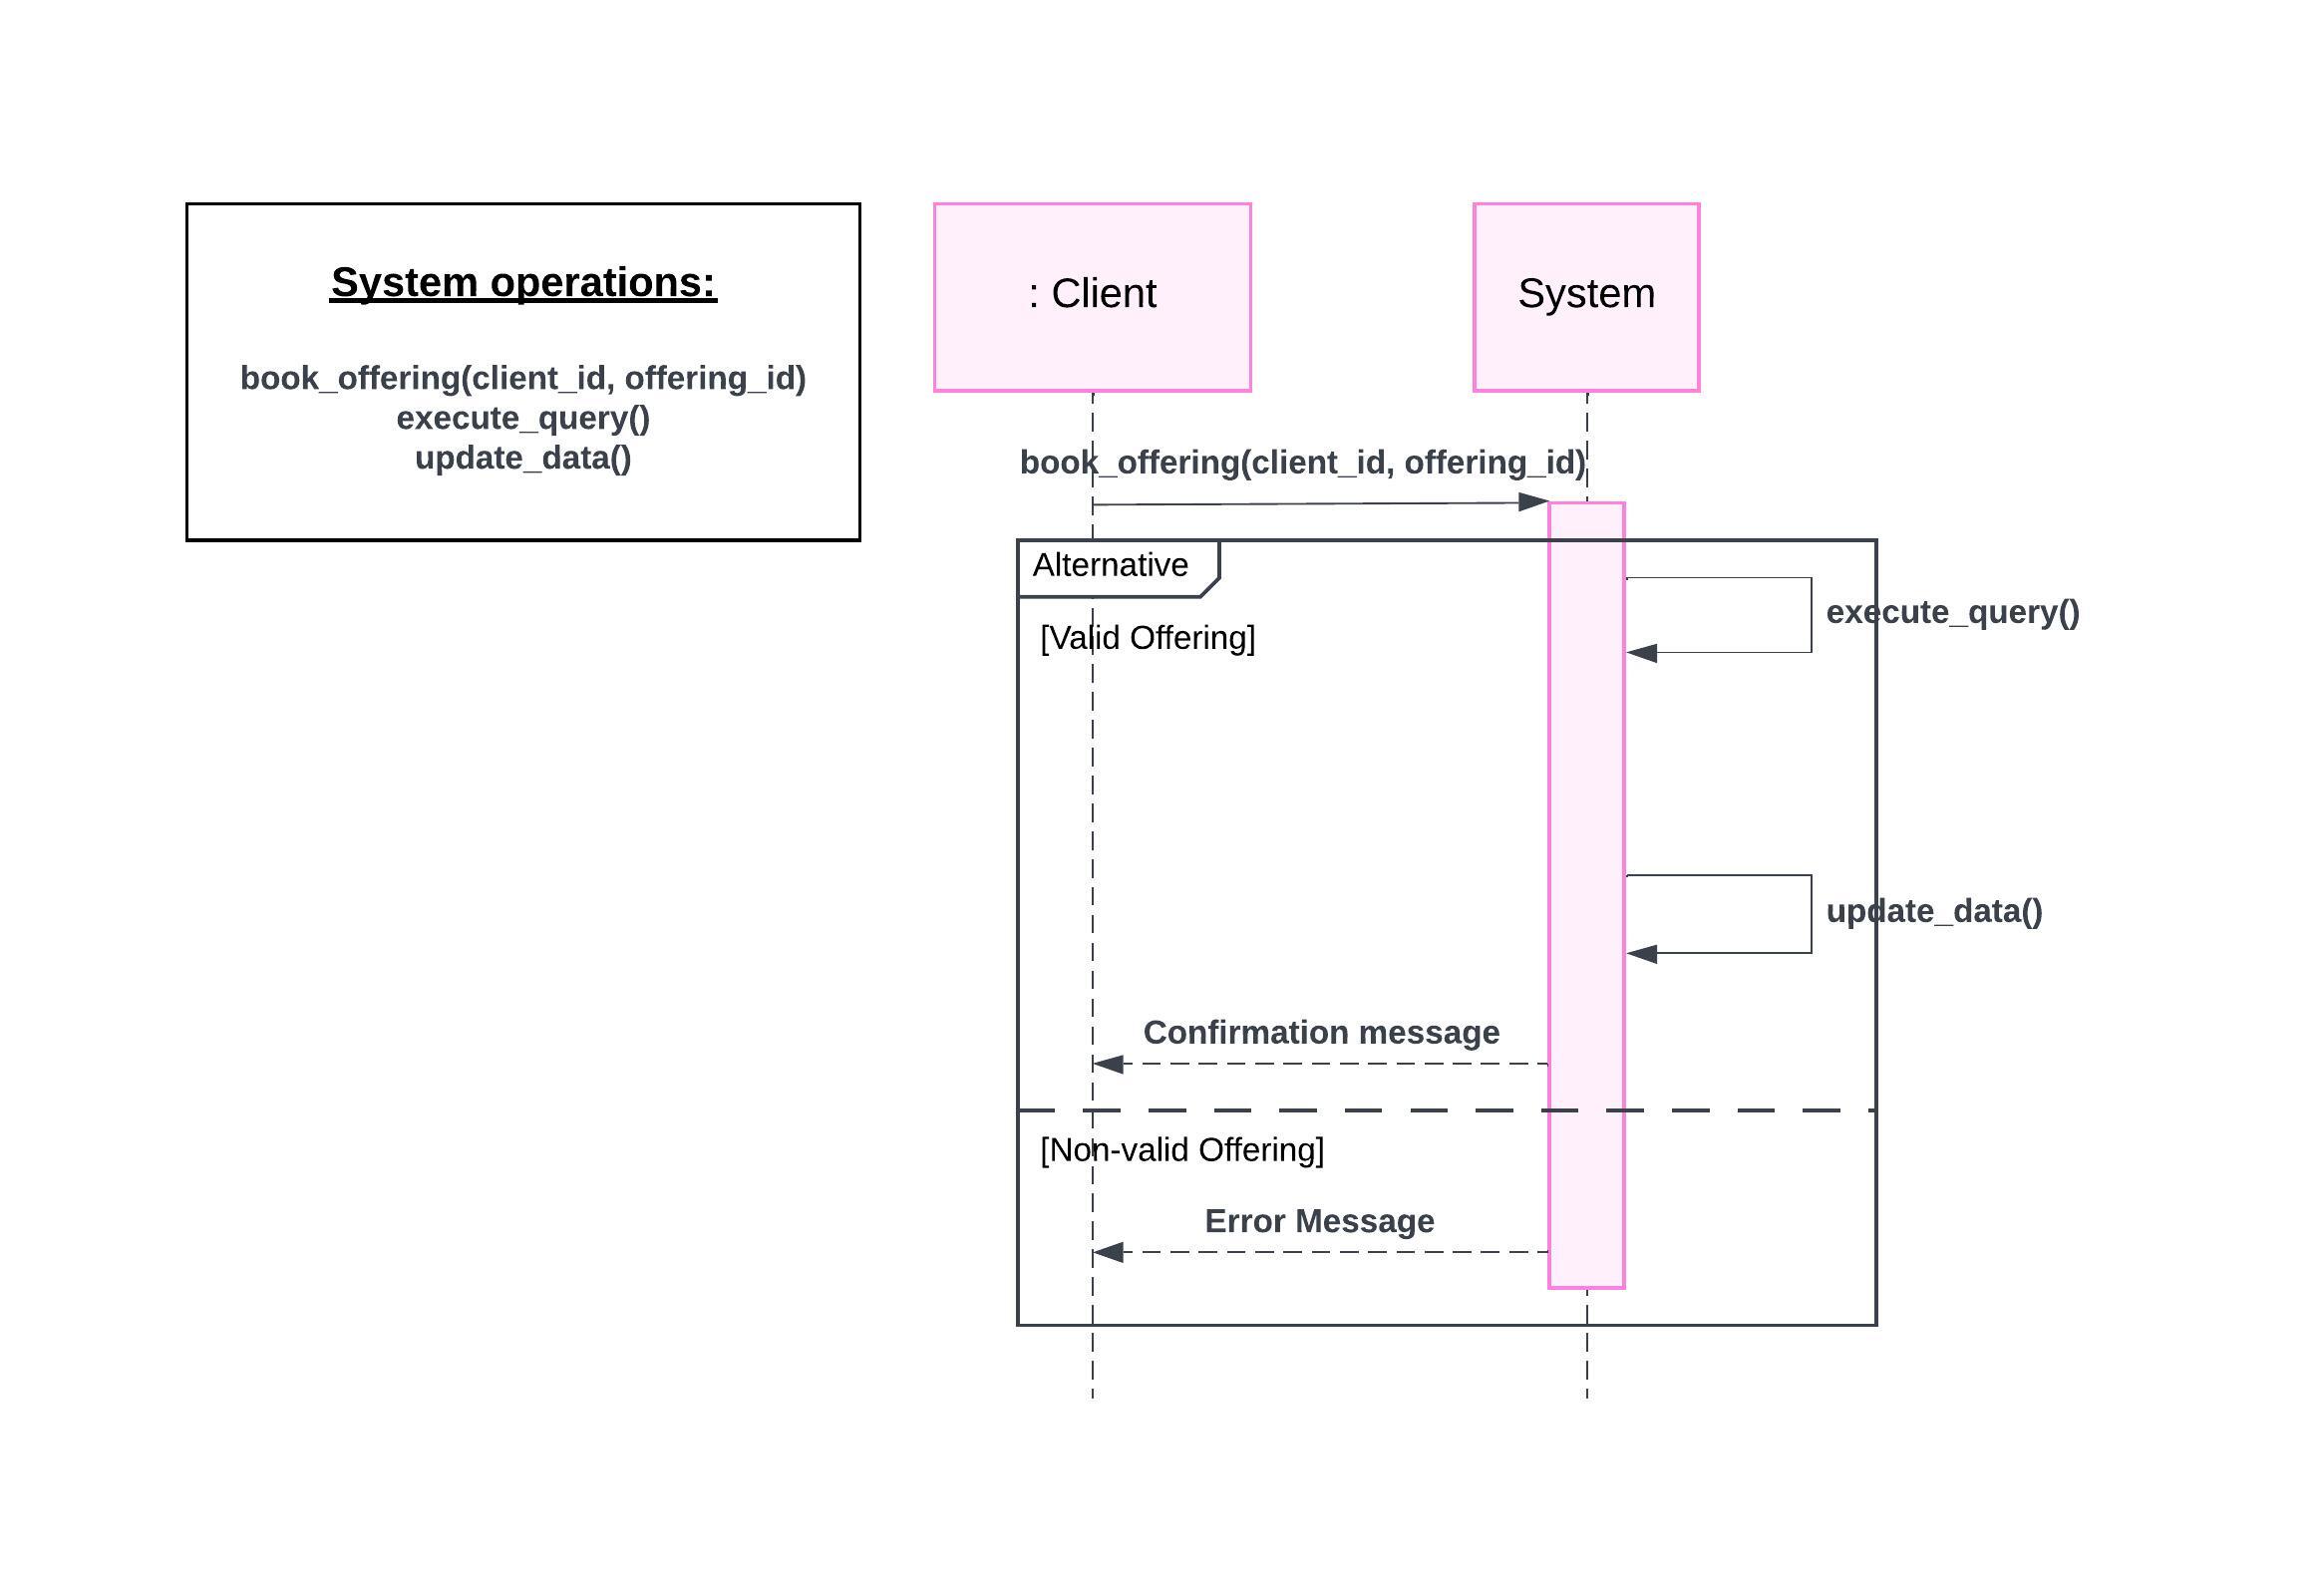 System operations:
book_offering(client_id, offering_id)
execute_query()
update_data()
: Client
System
book_offering(client_id, offering_id)
Alternative
[Valid Offering]
execute_query()
update_data()
Confirmation message
[Non-valid Offering]
Error Message